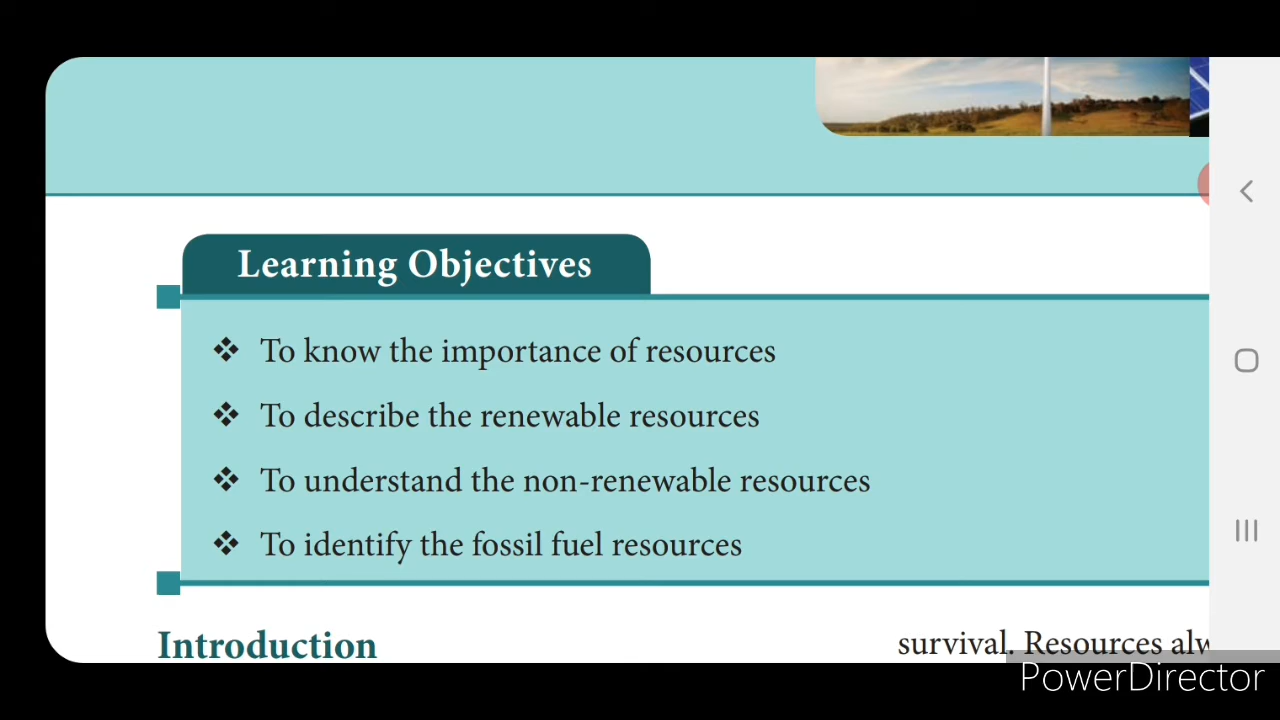 Learning Objectives
❖ To know the importance of resources
❖ To describe the renewable resources
❖ To understand the non-renewable resources
❖ To identify the fossil fuel resources
Introduction
survival. Resources
PowerDirector